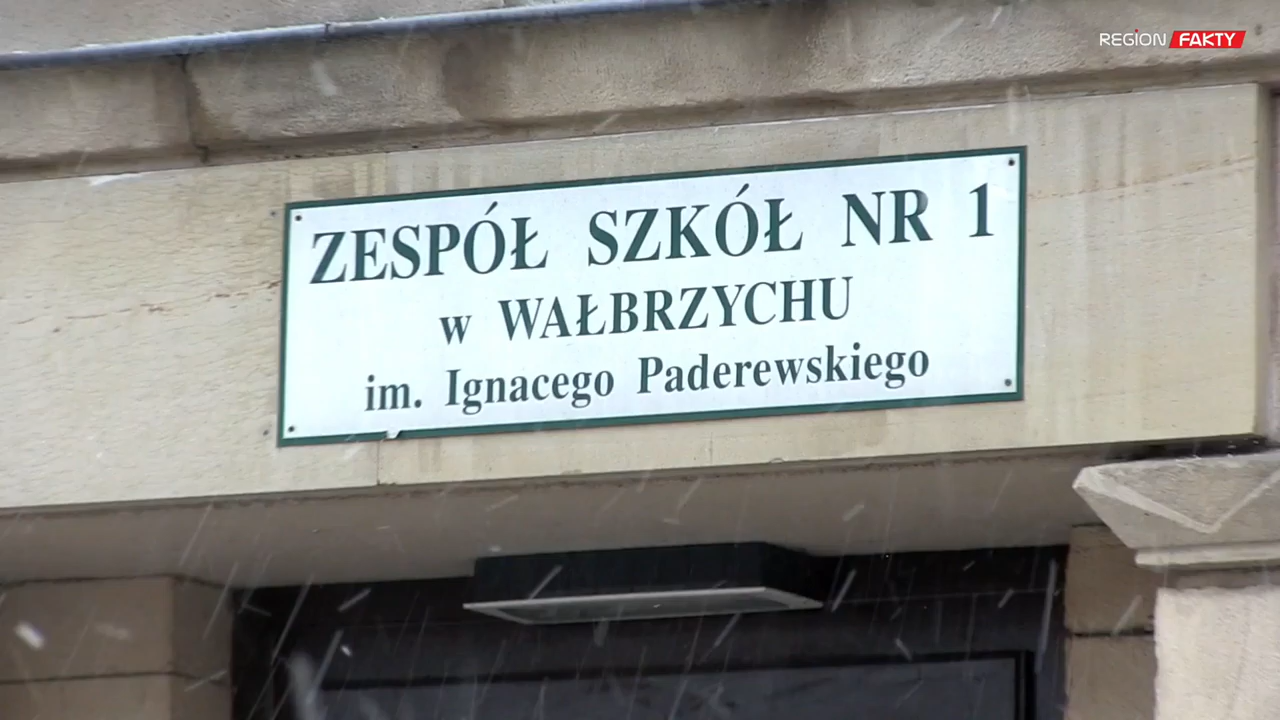 REGION FAKTY
ZESPÓŁ SZKÓŁ NR 1
w WAŁBRZYCHU
im. Ignacego Paderewskiego